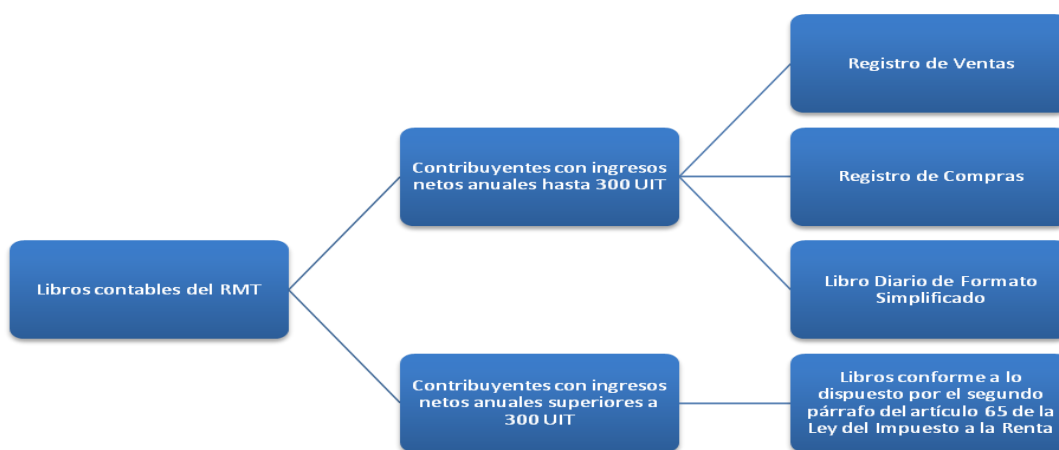 Libros contables del RMT
Contribuyentes con ingresos
netos anuales hasta 300 UIT
Registro de Ventas
Registro de Compras
Libro Diario de Formato
Simplificado
Contribuyentes con ingresos
netos anuales superiores a
300 UIT
Libros conforme a lo
dispuesto por el segundo
párrafo del artículo 65 de la
Ley del Impuesto a la Renta